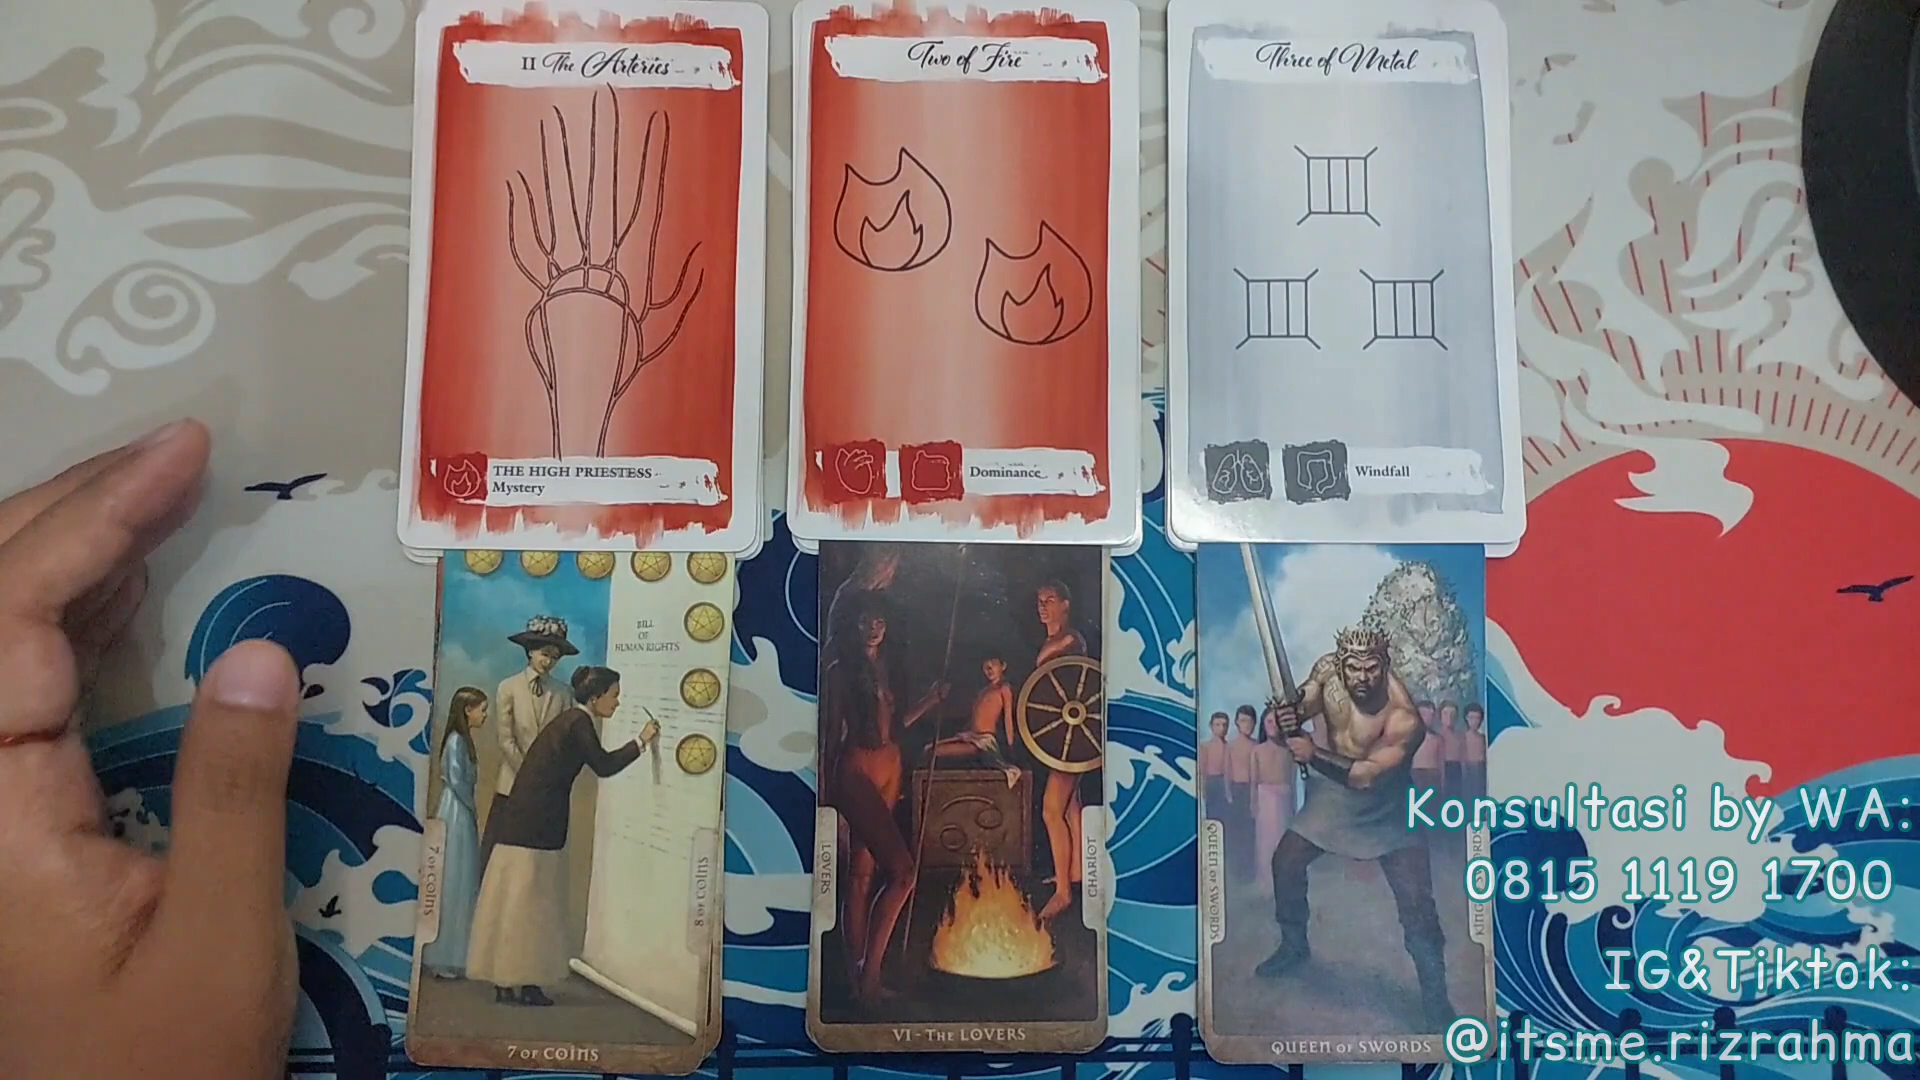 II The Arteries
THE HIGH PRIESTESS
Mystery
Two of Fire
Dominance
Three of Metal
Windfall
BILL
OF
HUMAN RIGHTS
7 OF COINS
8 OF COINS
7 OF COINS
LOVERS
CHARIOT
VI - THE LOVERS
QUEEN OF SWORDS
QUEEN OF SWORDS
Konsultasi by WA:
0815 1119 1700
IG&Tiktok:
@itsme.rizrahma